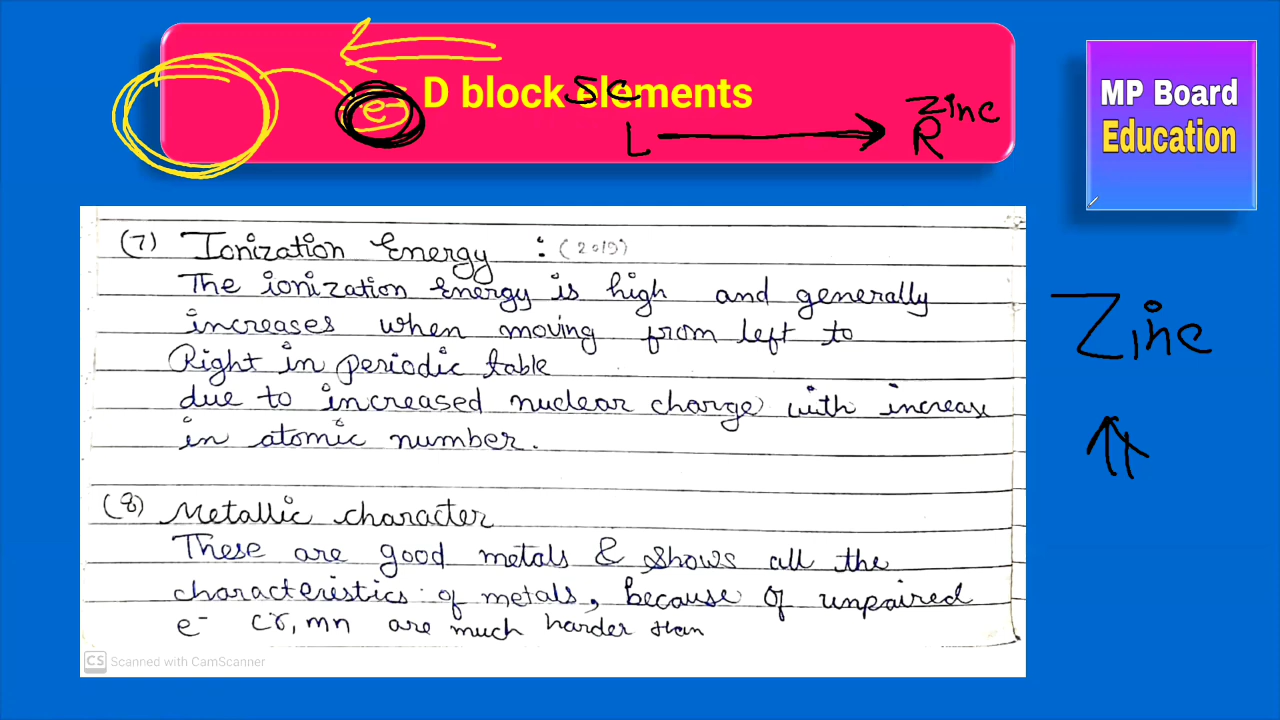 e- D block elements
Sc
Zinc
L R
MP Board
Education
(7) Ionization Energy : (2019)
The ionization energy is high and generally
increases when moving from left to
Right in periodic table
due to increased nuclear charge with increase
in atomic number.
Zinc
(8) Metallic character
These are good metals & shows all the
characteristics of metals, because of unpaired
e- Cr, mn are much harder than
CS Scanned with CamScanner